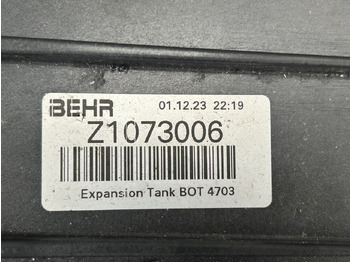 BEHR 01.12.23 22:19
Z1073006
Expansion Tank BOT 4703